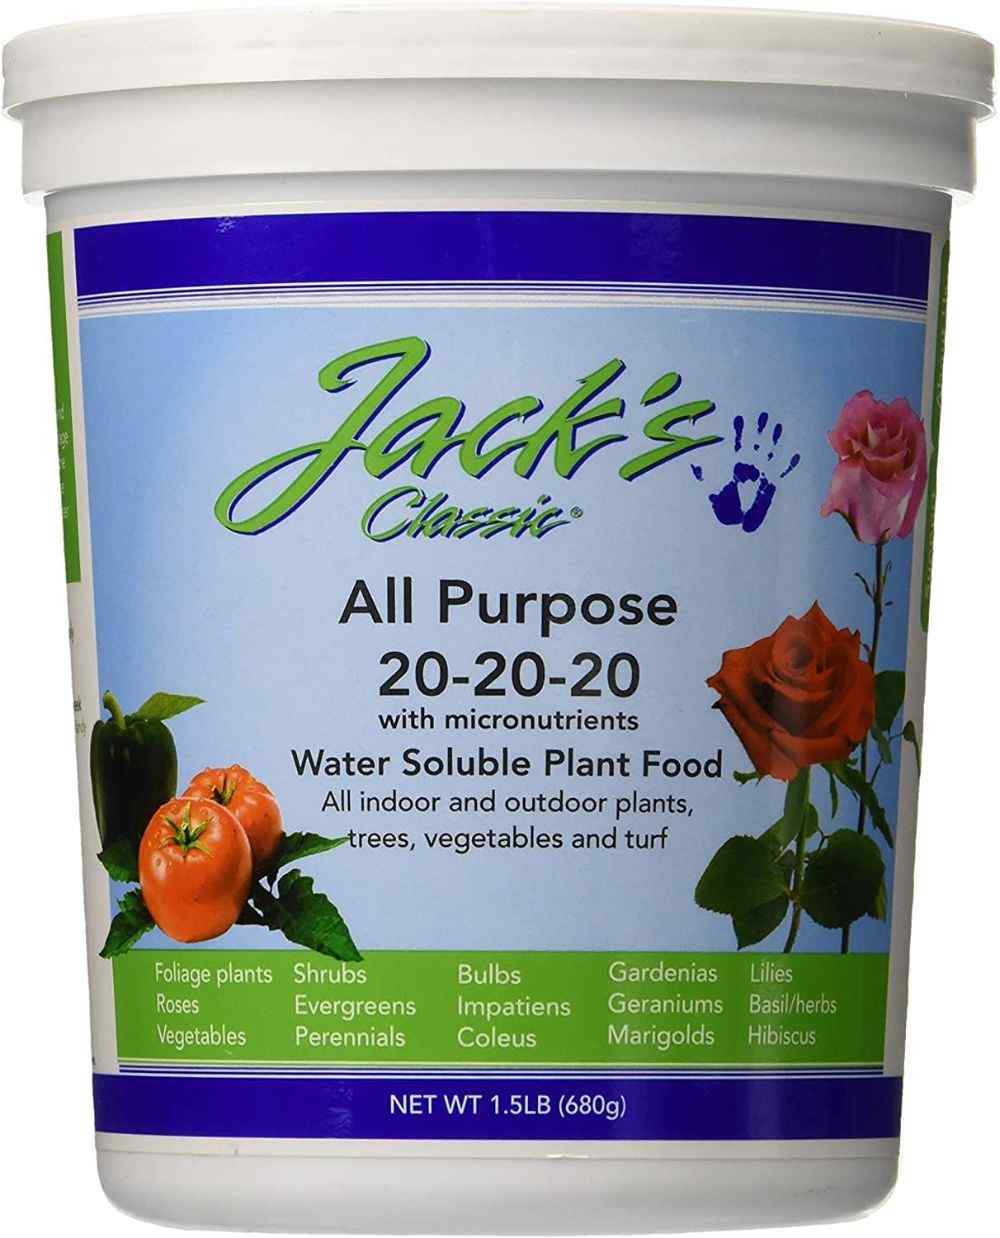 Jack's
Classic®
All Purpose
20-20-20
with micronutrients
Water Soluble Plant Food
All indoor and outdoor plants,
trees, vegetables and turf
Foliage plants Shrubs Bulbs Gardenias Lilies
Roses Evergreens Impatiens Geraniums Basil/herbs
Vegetables Perennials Coleus Marigolds Hibiscus
NET WT 1.5LB (680g)